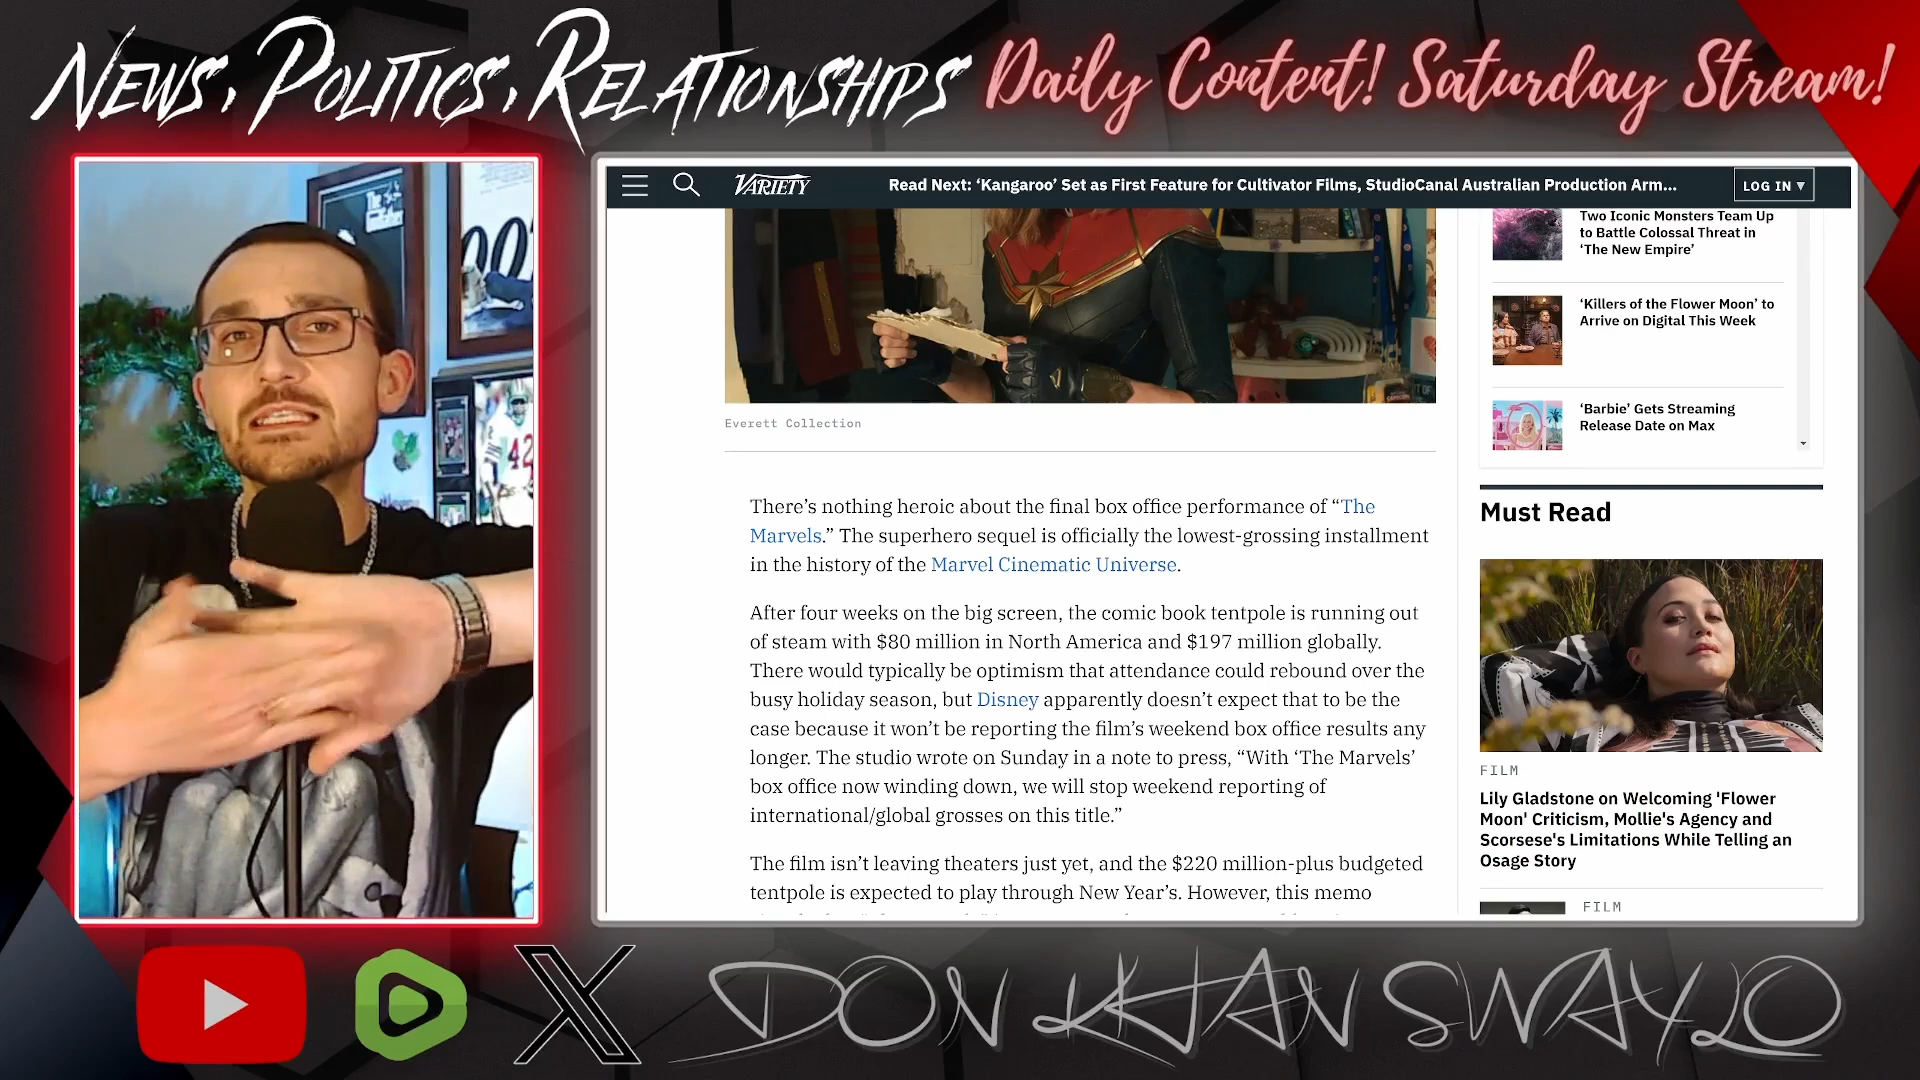 NEWS, POLITICS, RELATIONSHIPS
Daily Content! Saturday Stream!
VARIETY
Read Next: ‘Kangaroo’ Set as First Feature for Cultivator Films, StudioCanal Australian Production Arm...
LOG IN ▾
007
42
Everett Collection
There’s nothing heroic about the final box office performance of “The
Marvels.” The superhero sequel is officially the lowest-grossing installment
in the history of the Marvel Cinematic Universe.
After four weeks on the big screen, the comic book tentpole is running out
of steam with $80 million in North America and $197 million globally.
There would typically be optimism that attendance could rebound over the
busy holiday season, but Disney apparently doesn’t expect that to be the
case because it won’t be reporting the film’s weekend box office results any
longer. The studio wrote on Sunday in a note to press, “With ‘The Marvels’
box office now winding down, we will stop weekend reporting of
international/global grosses on this title.”
The film isn’t leaving theaters just yet, and the $220 million-plus budgeted
tentpole is expected to play through New Year’s. However, this memo
Two Iconic Monsters Team Up
to Battle Colossal Threat in
‘The New Empire’
‘Killers of the Flower Moon’ to
Arrive on Digital This Week
‘Barbie’ Gets Streaming
Release Date on Max
Must Read
FILM
Lily Gladstone on Welcoming 'Flower
Moon' Criticism, Mollie's Agency and
Scorsese's Limitations While Telling an
Osage Story
FILM
X
DON KHAN SWAYLO